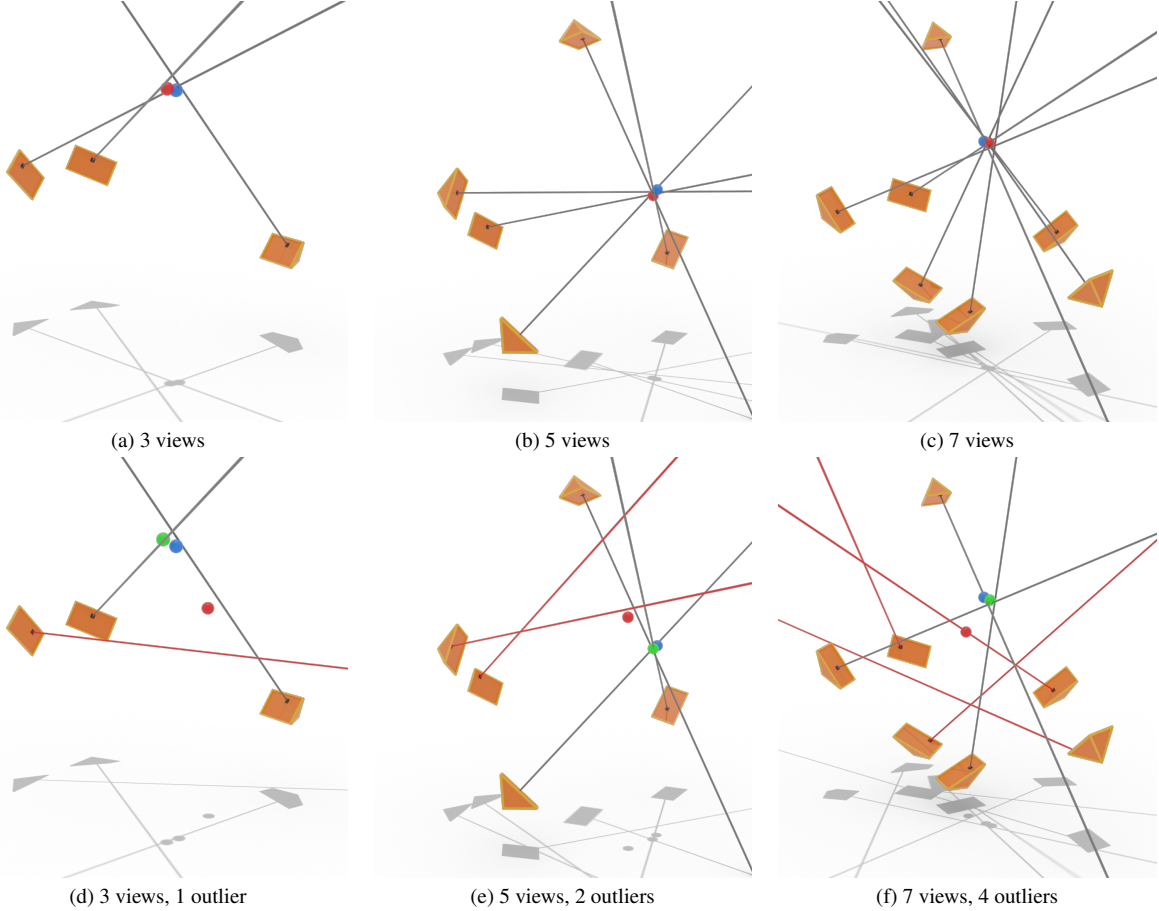 (a) 3 views
(b) 5 views
(c) 7 views
(d) 3 views, 1 outlier
(e) 5 views, 2 outliers
(f) 7 views, 4 outliers